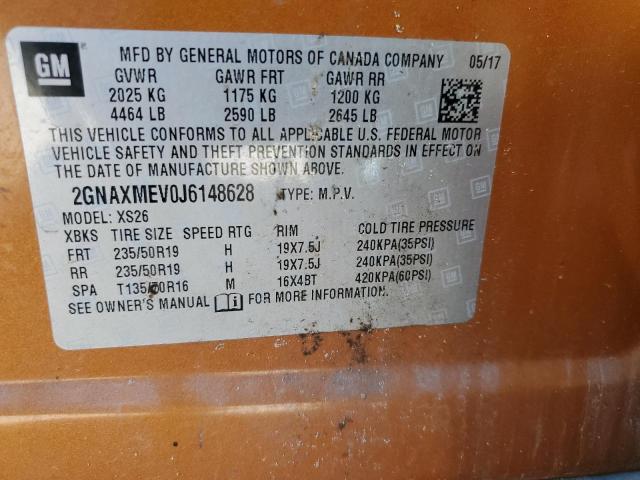 GM
MFD BY GENERAL MOTORS OF CANADA COMPANY 05/17
GVWR GAWR FRT GAWR RR
2025 KG 1175 KG 1200 KG
4464 LB 2590 LB 2645 LB
THIS VEHICLE CONFORMS TO ALL APPLICABLE U.S. FEDERAL MOTOR
VEHICLE SAFETY AND THEFT PREVENTION STANDARDS IN EFFECT ON
THE DATE OF MANUFACTURE SHOWN ABOVE.
2GNAXMEV0J6148628 TYPE: M.P.V.
MODEL: XS26
XBKS TIRE SIZE SPEED RTG RIM COLD TIRE PRESSURE
FRT 235/50R19 H 19X7.5J 240KPA(35PSI)
RR 235/50R19 H 19X7.5J 240KPA(35PSI)
SPA T135/70R16 M 16X4BT 420KPA(60PSI)
SEE OWNER'S MANUAL FOR MORE INFORMATION.